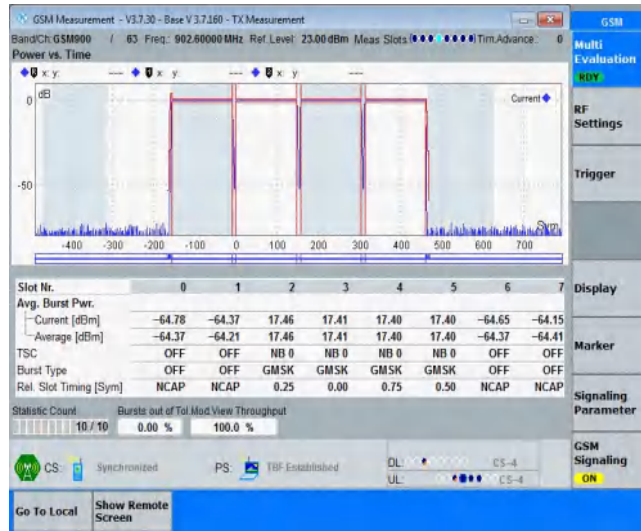 GSM Measurement - V3.7.30 - Base V 3.7.160 - TX Measurement
GSM
Band/Ch: GSM900 / 63 Freq.: 902.60000 MHz Ref. Level: 23.00 dBm Meas Slots Tim.Advance: 0
Multi Evaluation
RDY
Power vs. Time
x: y: --- x y --- x y ---
dB
Current
0
-50
Sym
-400 -300 -200 -100 0 100 200 300 400 500 600 700
RF Settings
Trigger
Display
Marker
Signaling Parameter
GSM Signaling
ON
Slot Nr. 0 1 2 3 4 5 6 7
Avg. Burst Pwr.
Current [dBm] -64.78 -64.37 17.46 17.41 17.40 17.40 -64.65 -64.15
Average [dBm] -64.37 -64.21 17.46 17.41 17.40 17.40 -64.37 -64.41
TSC OFF OFF NB 0 NB 0 NB 0 NB 0 OFF OFF
Burst Type OFF OFF GMSK GMSK GMSK GMSK OFF OFF
Rel. Slot Timing [Sym] NCAP NCAP 0.25 0.00 0.75 0.50 NCAP NCAP
Statistic Count Bursts out of Tol. Mod View Throughput
10 / 10 0.00 % 100.0 %
CS: Synchronized PS: TBF Established DL: CS-4
UL: CS-4
Go To Local
Show Remote Screen